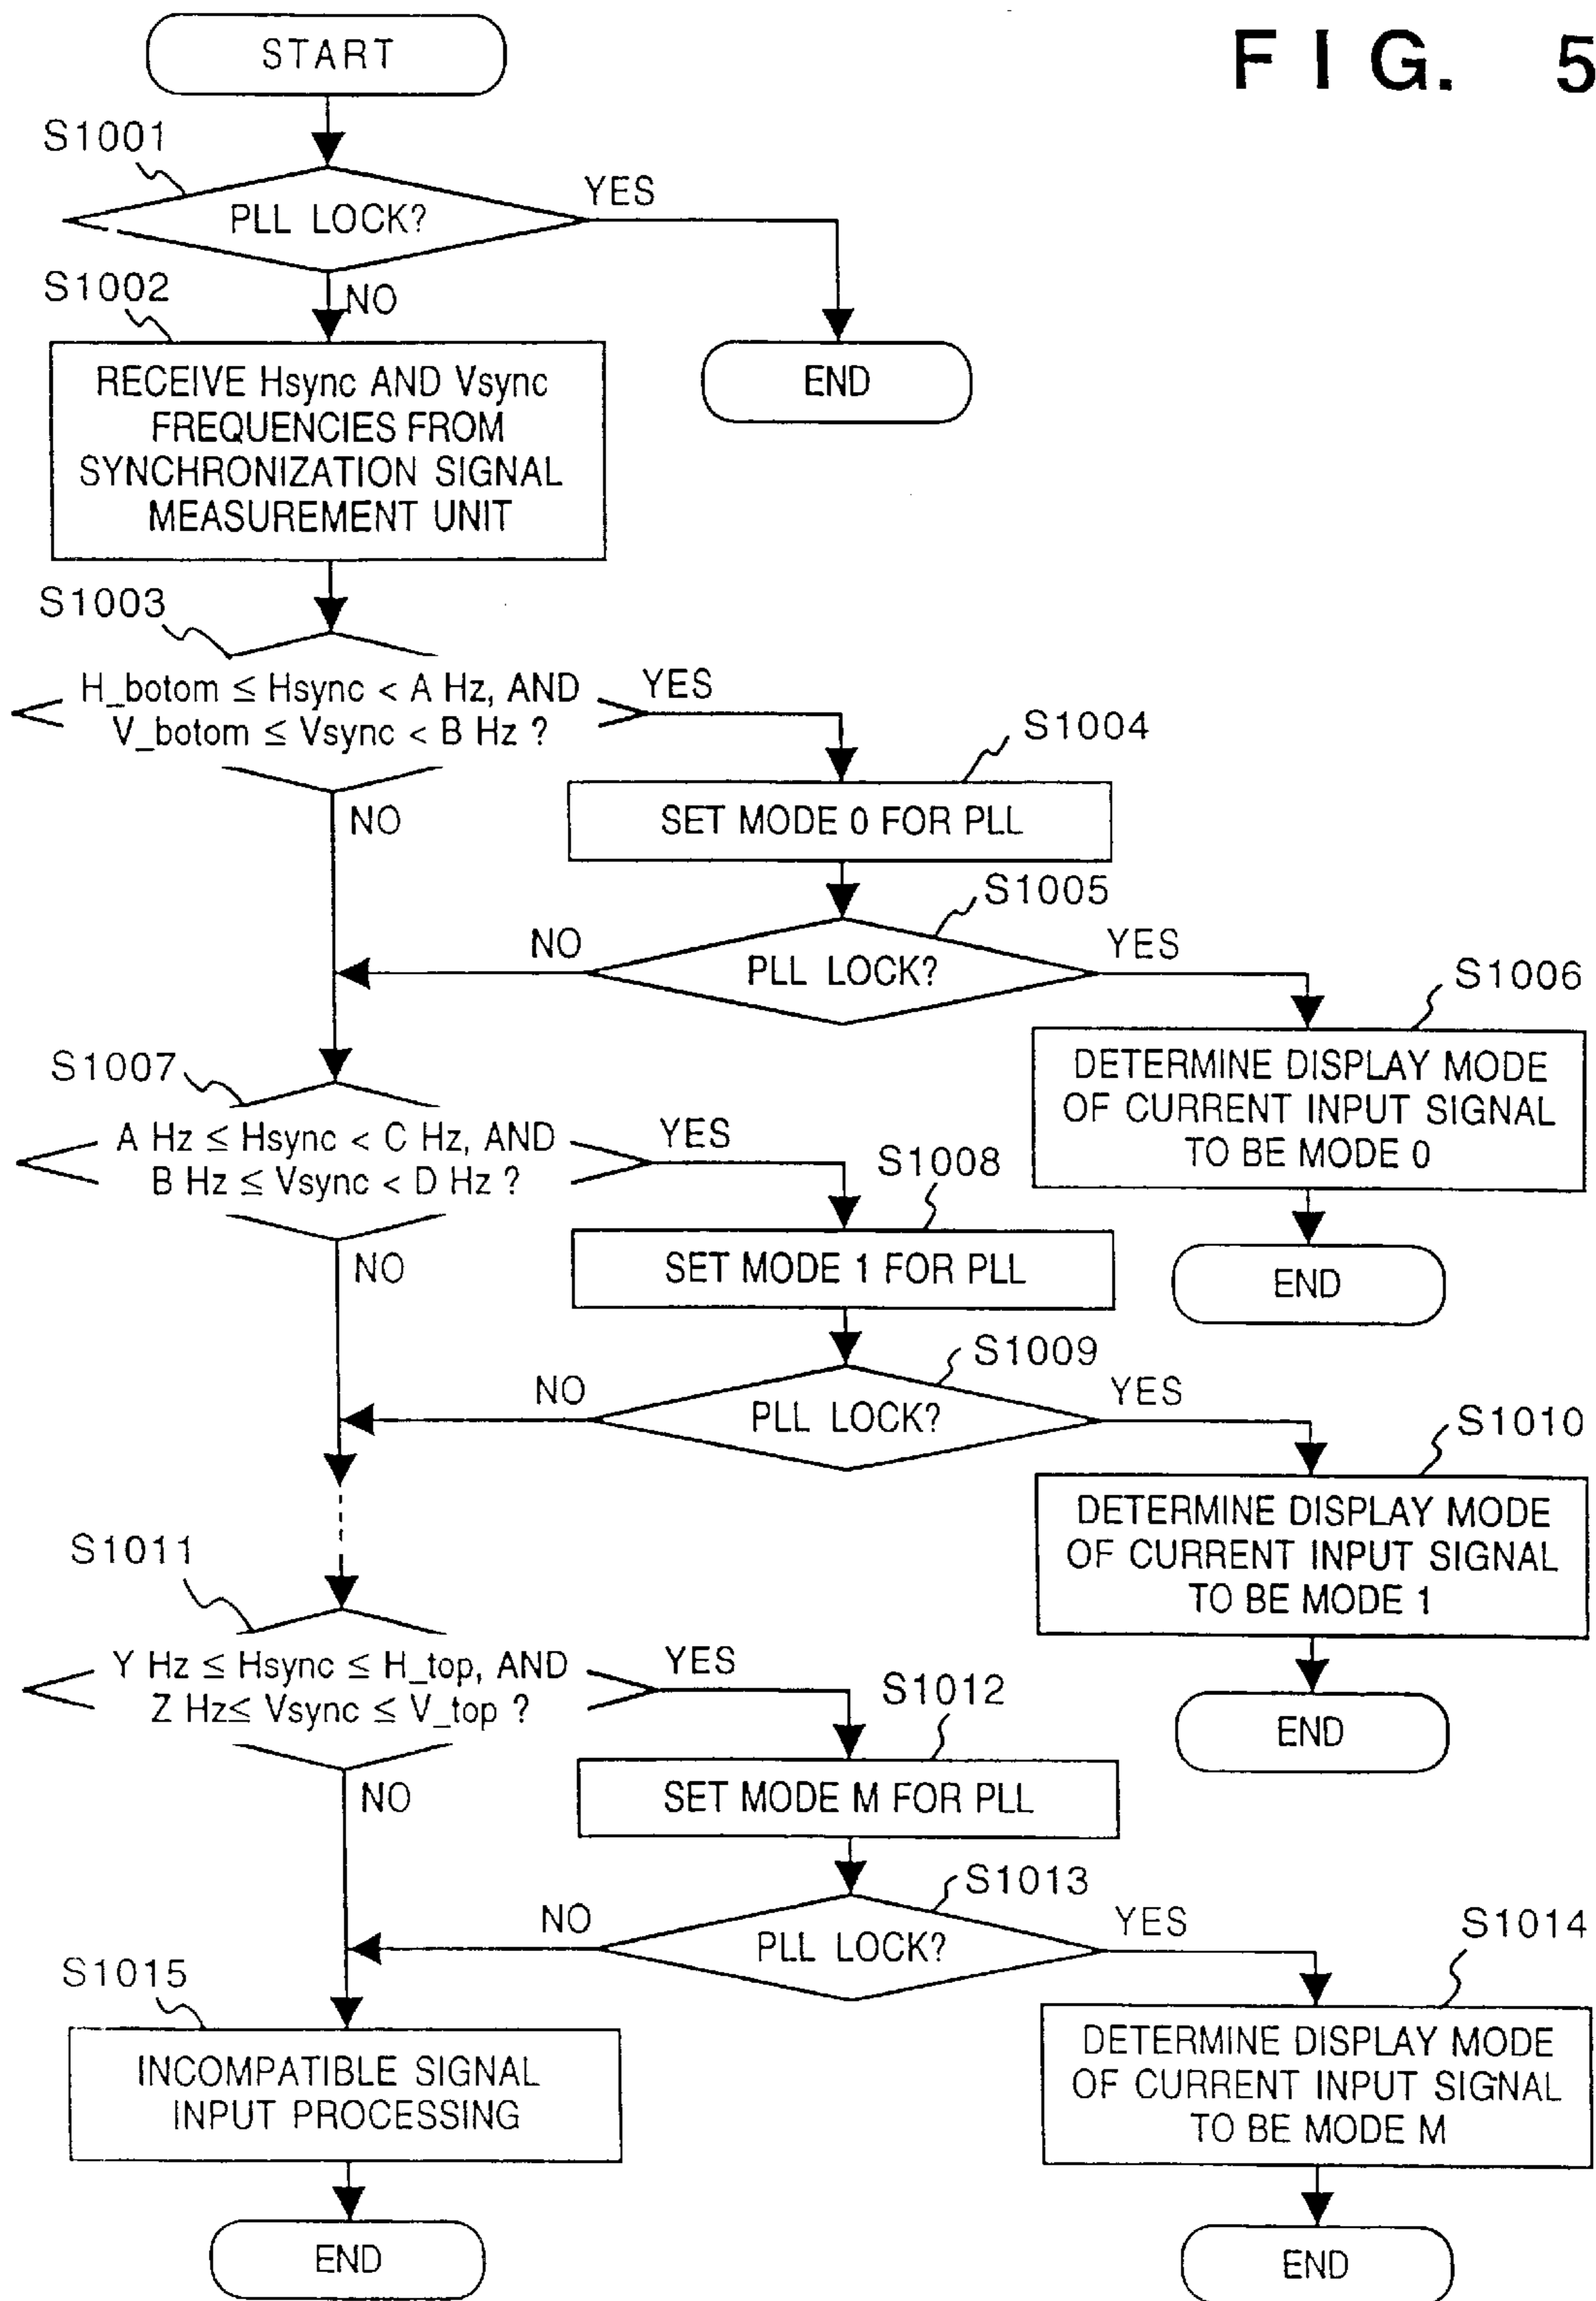 FIG. 5
START
S1001
PLL LOCK?
YES
NO
END
S1002
RECEIVE Hsync AND Vsync
FREQUENCIES FROM
SYNCHRONIZATION SIGNAL
MEASUREMENT UNIT
S1003
H_botom ≤ Hsync < A Hz, AND
V_botom ≤ Vsync < B Hz ?
YES
NO
S1004
SET MODE 0 FOR PLL
S1005
PLL LOCK?
NO
YES
S1006
DETERMINE DISPLAY MODE
OF CURRENT INPUT SIGNAL
TO BE MODE 0
END
S1007
A Hz ≤ Hsync < C Hz, AND
B Hz ≤ Vsync < D Hz ?
YES
NO
S1008
SET MODE 1 FOR PLL
S1009
PLL LOCK?
NO
YES
S1010
DETERMINE DISPLAY MODE
OF CURRENT INPUT SIGNAL
TO BE MODE 1
END
S1011
Y Hz ≤ Hsync ≤ H_top, AND
Z Hz≤ Vsync ≤ V_top ?
YES
NO
S1012
SET MODE M FOR PLL
S1013
PLL LOCK?
NO
YES
S1014
DETERMINE DISPLAY MODE
OF CURRENT INPUT SIGNAL
TO BE MODE M
END
S1015
INCOMPATIBLE SIGNAL
INPUT PROCESSING
END